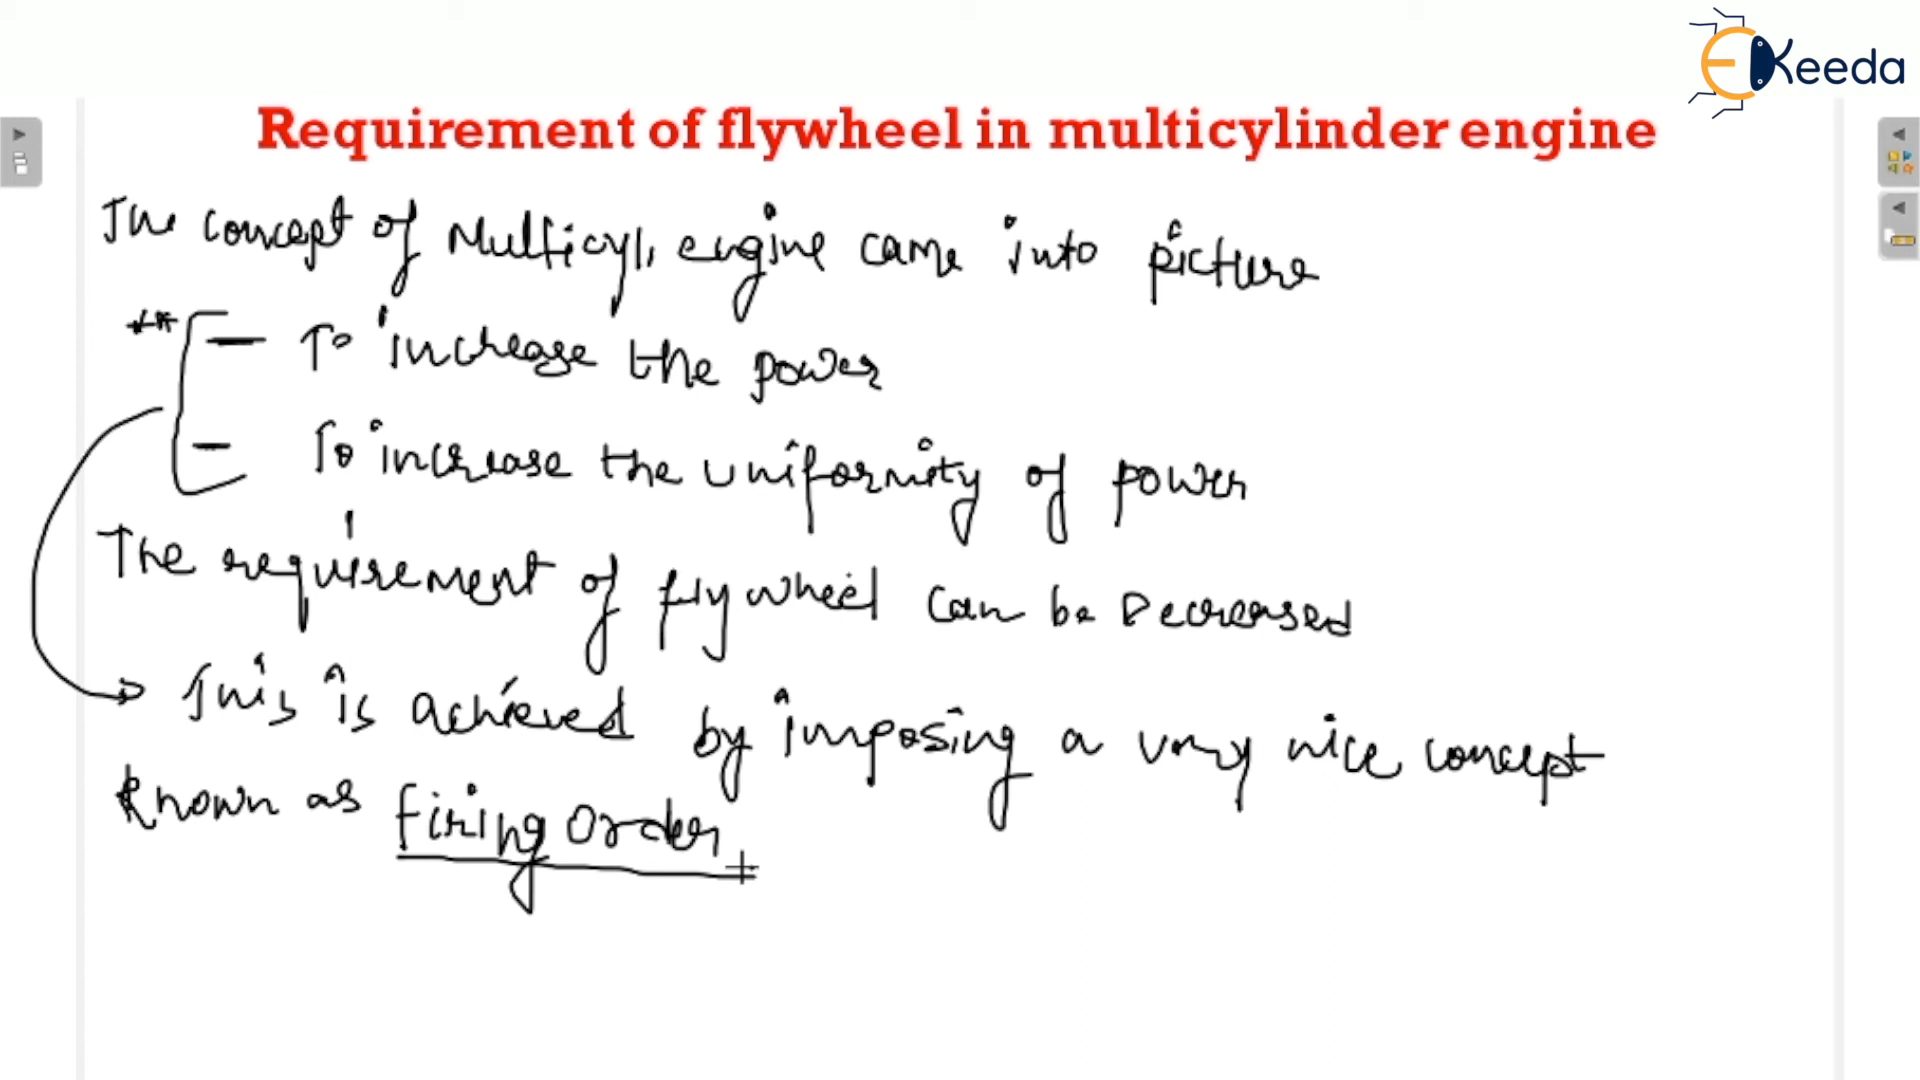 EKeeda
Requirement of flywheel in multicylinder engine
The concept of Multicyl. engine came into picture
** - To increase the power
- To increase the uniformity of power
The requirement of flywheel can be Decreased
→ This is achieved by imposing a very nice concept
known as firing order